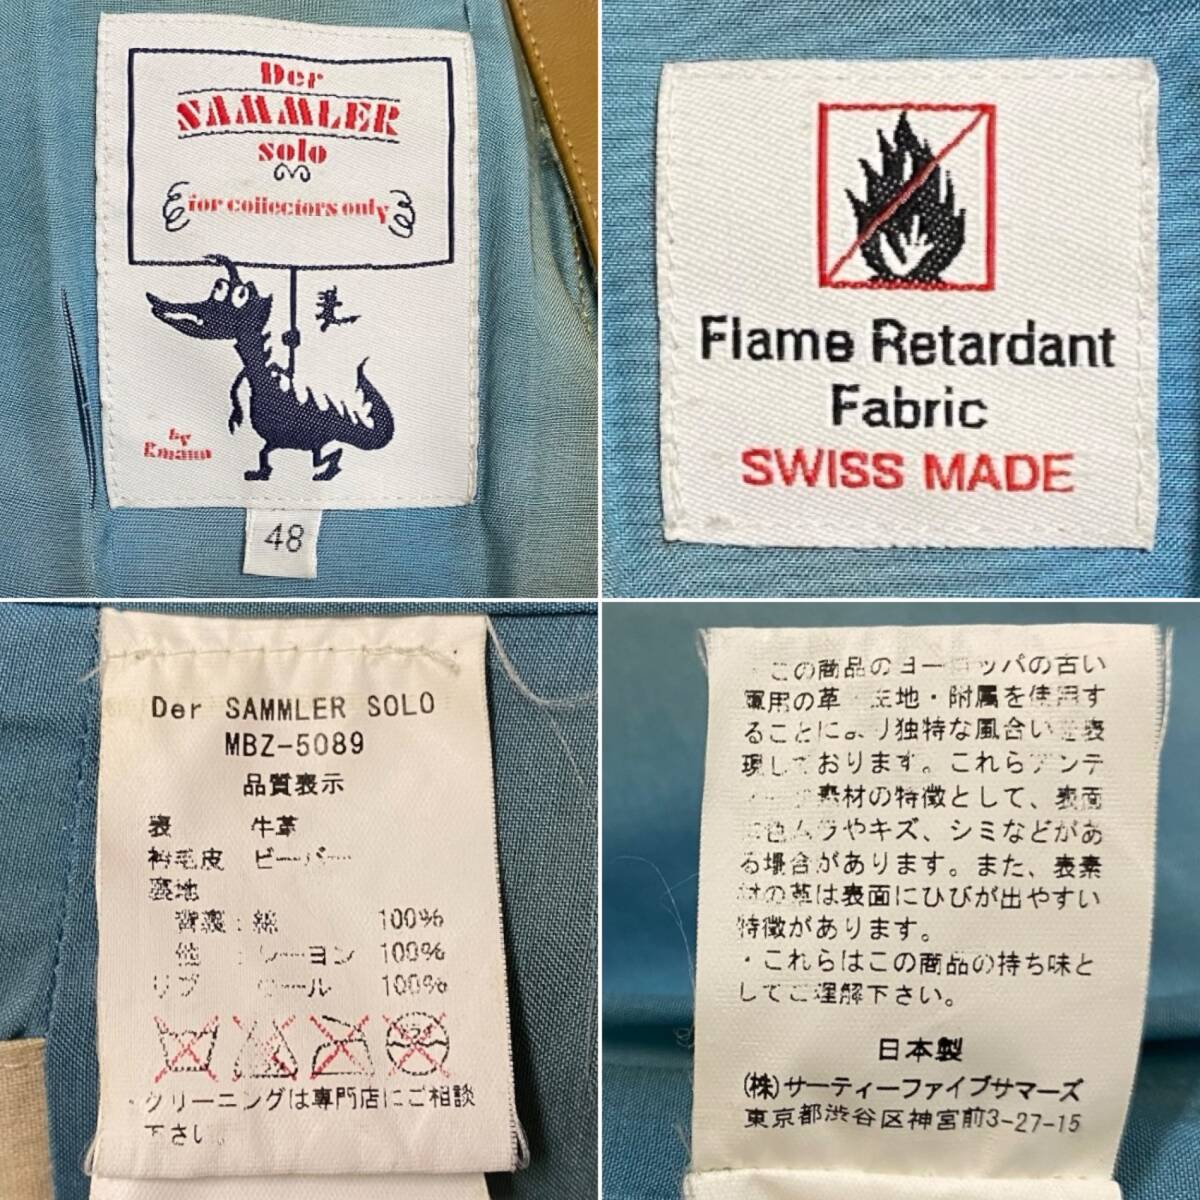 Der
SAMMLER
solo
for collectors only
by
Rmann
48
Flame Retardant
Fabric
SWISS MADE
Der SAMMLER SOLO
MBZ-5089
品質表示
表 牛革
衿毛皮 ビーバー
裏地
背裏:綿 100%
他 :レーヨン 100%
リブ ウール 100%
・クリーニングは専門店にご相談
下さい。
・この商品のヨーロッパの古い
軍用の革・生地・附属を使用す
ることにより独特な風合いを表
現しております。これらアンテ
ィーク素材の特徴として、表面
に色ムラやキズ、シミなどがあ
る場合があります。また、表素
材の革は表面にひびが出やすい
特徴があります。
・これらはこの商品の持ち味と
してご理解下さい。
日本製
(株)サーティーファイブサマーズ
東京都渋谷区神宮前3-27-15